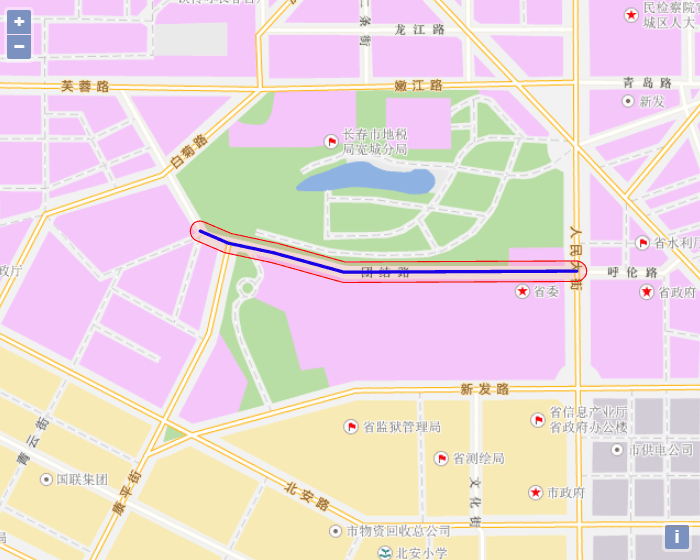 +
−
二条街
龙江路
民检察院
城区人大
芙蓉路
嫩江路
青岛路
新发
长春市地税
局宽城分局
白菊路
人民大街
省水利厅
政厅
团结路
呼伦路
省委
省政府
新发路
省信息产业厅
省政府办公楼
省监狱管理局
青云街
省测绘局
市供电公司
国联集团
康平街
北安路
文化街
市政府
市物资回收总公司
局
北安小学
i